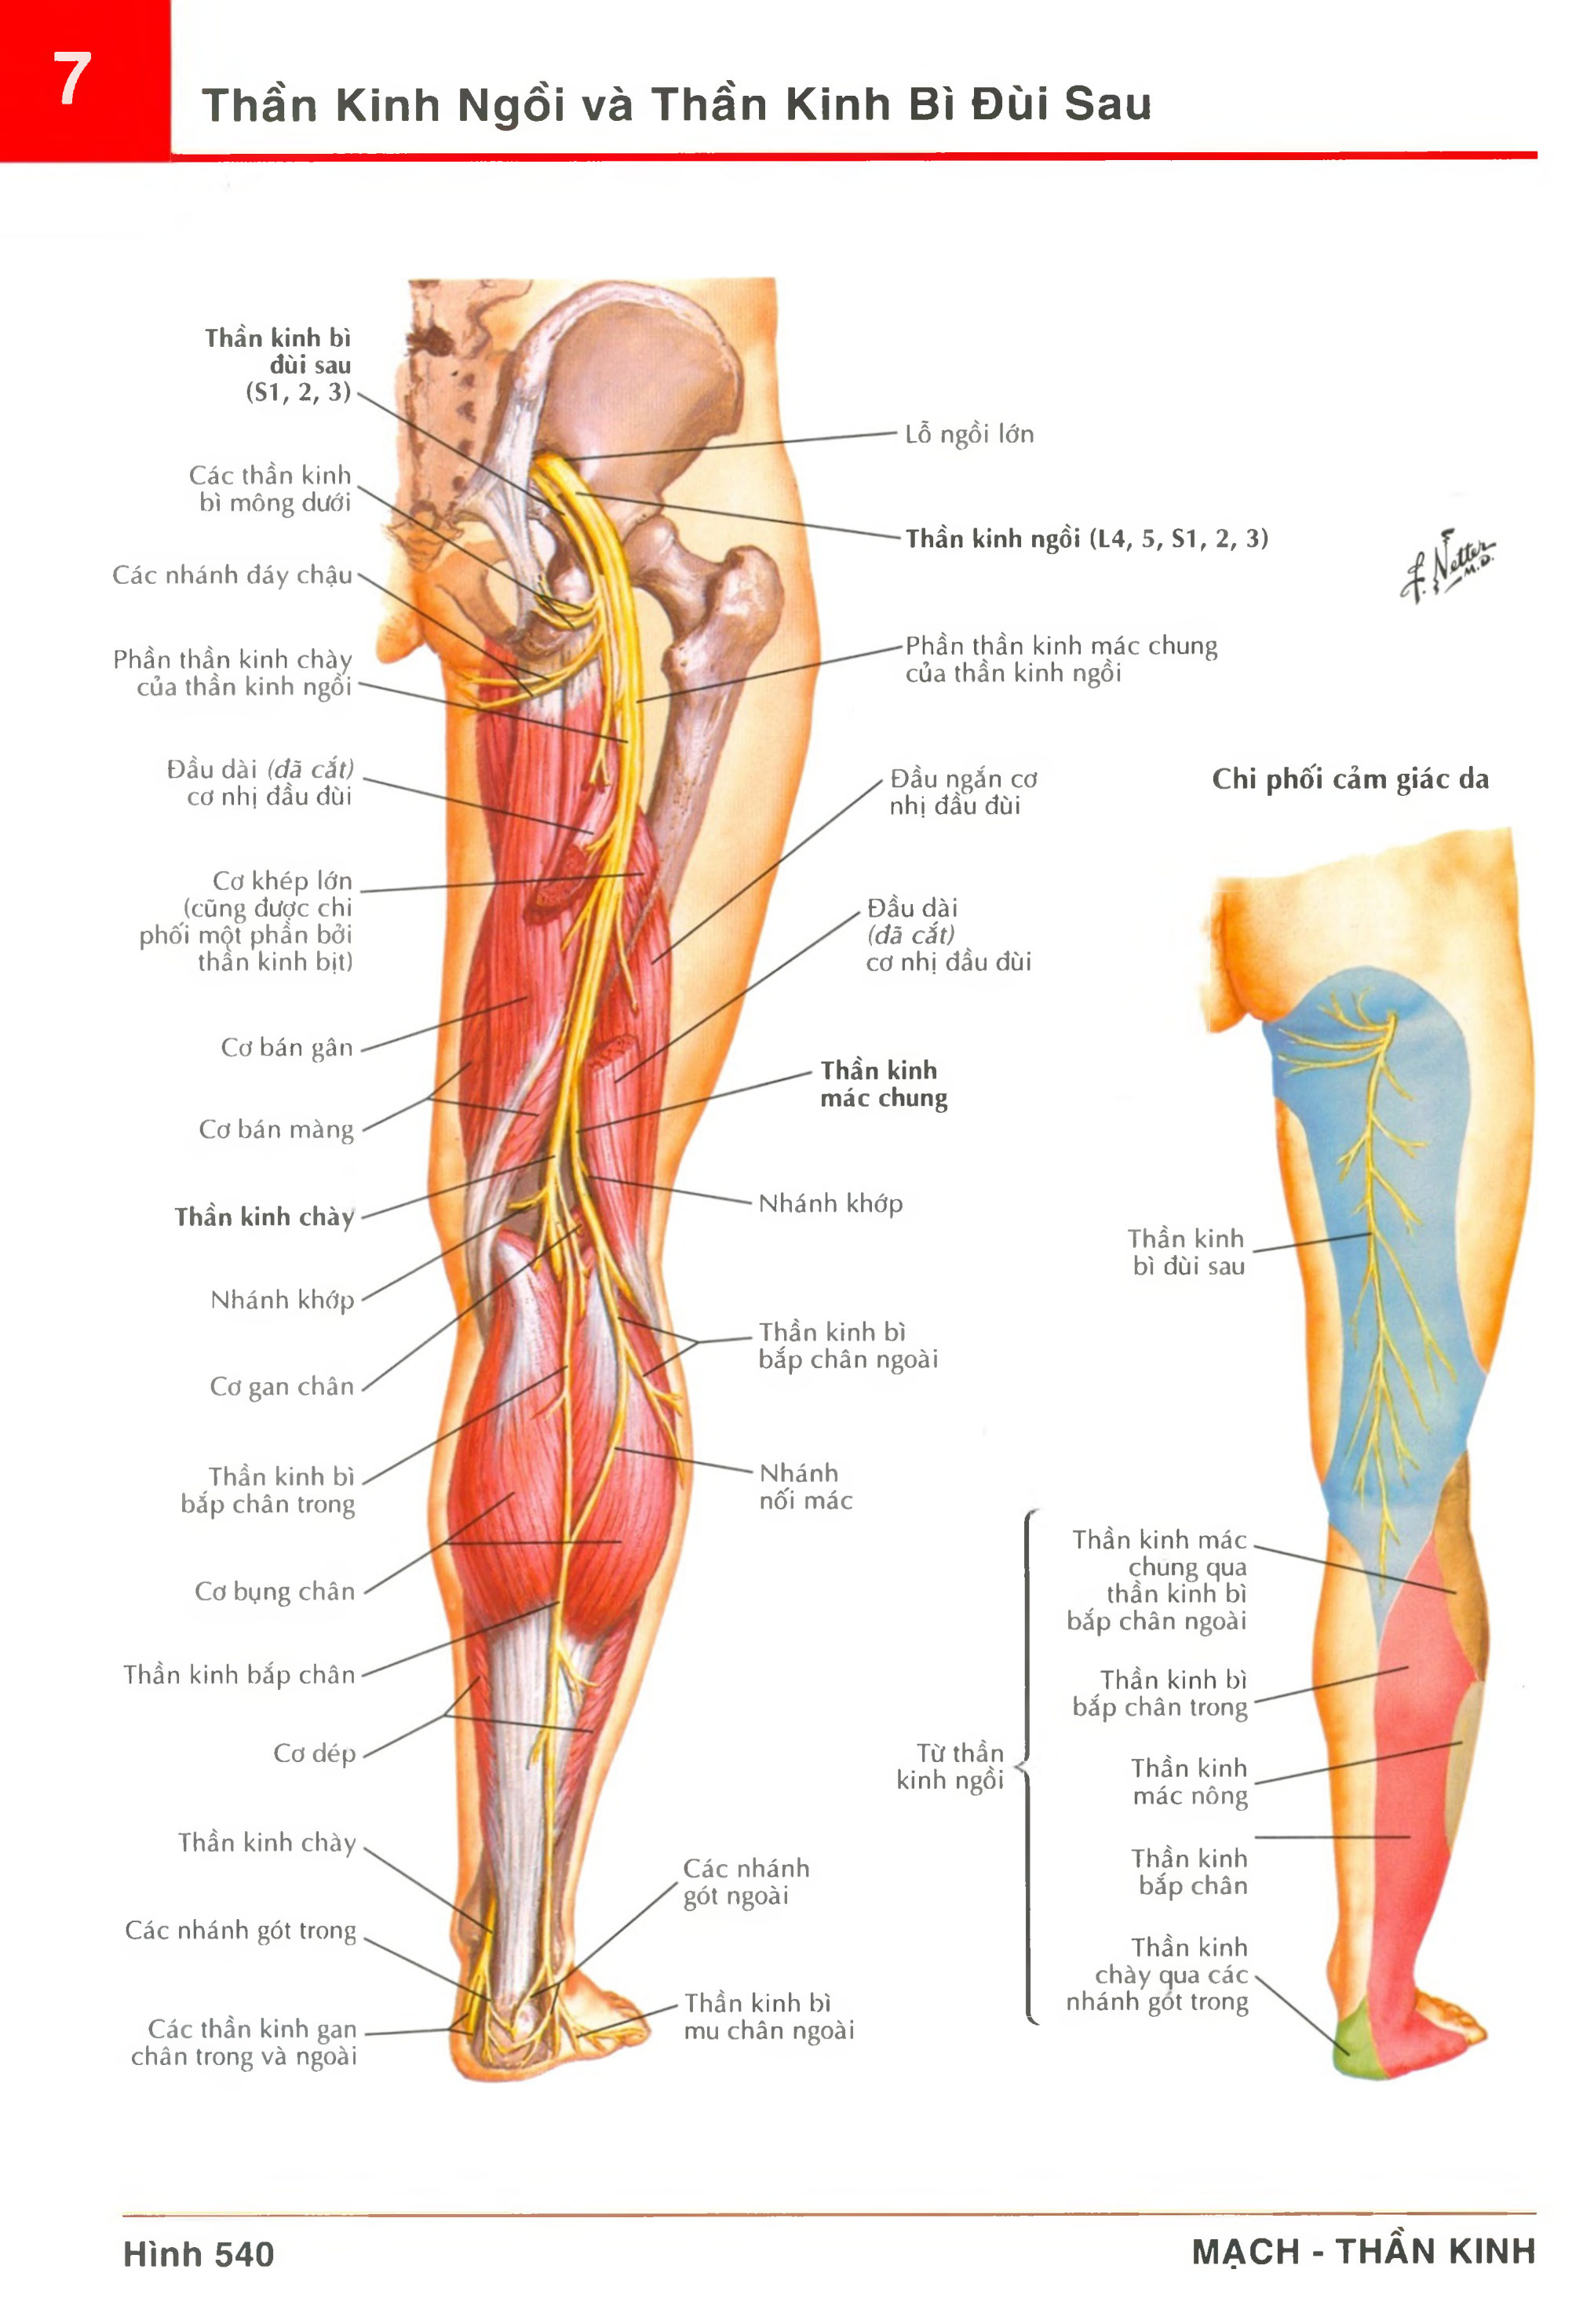 7
Thần Kinh Ngồi và Thần Kinh Bì Đùi Sau
Thần kinh bì
đùi sau
(S1, 2, 3)
Các thần kinh
bì mông dưới
Các nhánh đáy chậu
Phần thần kinh chày
của thần kinh ngồi
Đầu dài (đã cắt)
cơ nhị đầu đùi
Cơ khép lớn
(cũng được chi
phối một phần bởi
thần kinh bịt)
Cơ bán gân
Cơ bán màng
Thần kinh chày
Nhánh khớp
Cơ gan chân
Thần kinh bì
bắp chân trong
Cơ bụng chân
Thần kinh bắp chân
Cơ dép
Thần kinh chày
Các nhánh gót trong
Các thần kinh gan
chân trong và ngoài
Lỗ ngồi lớn
Thần kinh ngồi (L4, 5, S1, 2, 3)
Phần thần kinh mác chung
của thần kinh ngồi
Đầu ngắn cơ
nhị đầu đùi
Đầu dài
(đã cắt)
cơ nhị đầu đùi
Thần kinh
mác chung
Nhánh khớp
Thần kinh bì
bắp chân ngoài
Nhánh
nối mác
Các nhánh
gót ngoài
Thần kinh bì
mu chân ngoài
F. Netter
M.D.
Chi phối cảm giác da
Thần kinh
bì đùi sau
Từ thần
kinh ngồi
Thần kinh mác
chung qua
thần kinh bì
bắp chân ngoài
Thần kinh bì
bắp chân trong
Thần kinh
mác nông
Thần kinh
bắp chân
Thần kinh
chày qua các
nhánh gót trong
Hình 540
MẠCH - THẦN KINH